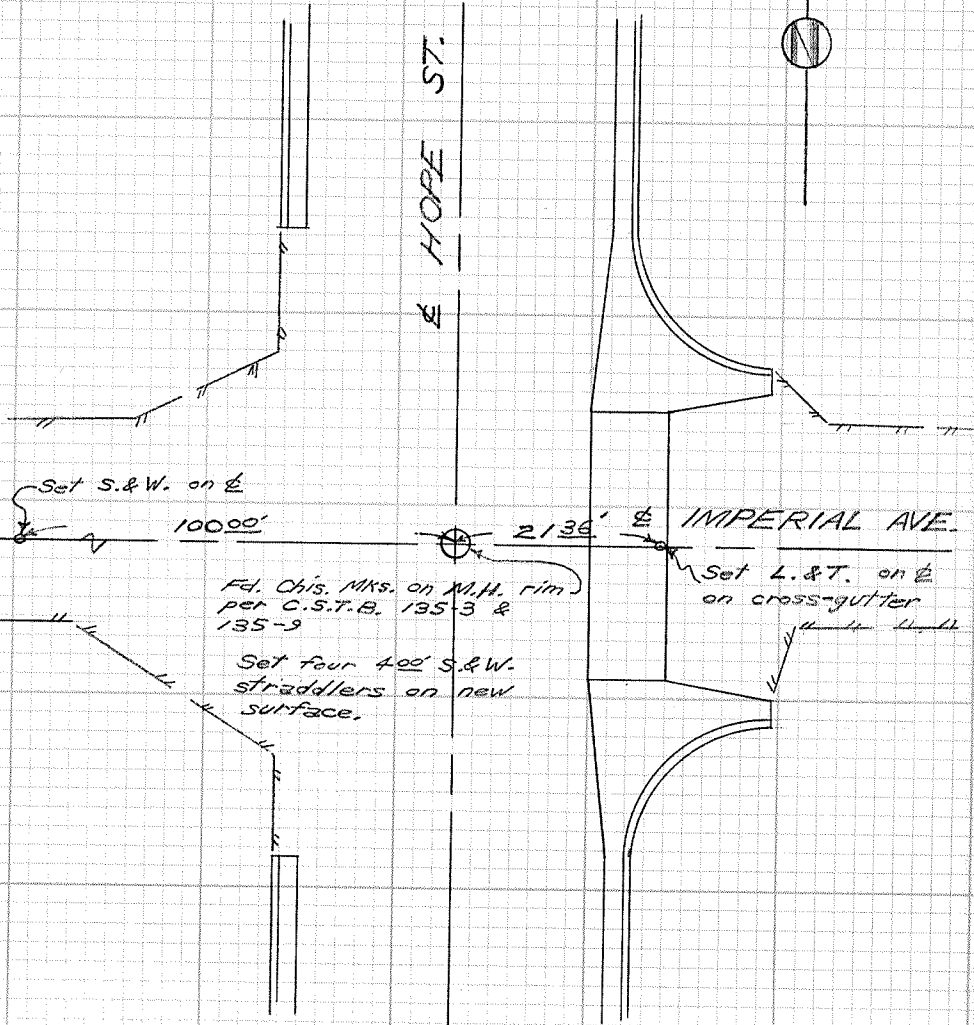 N
℄ HOPE ST.
Set S.&W. on ℄
100.00'
21.36'
℄ IMPERIAL AVE.
Set L.&T. on ℄
on cross-gutter
Fd. Chis. Mks. on M.H. rim
per C.S.T.B. 135-3 &
135-9
Set four 4.00' S.&W.
straddlers on new
surface.